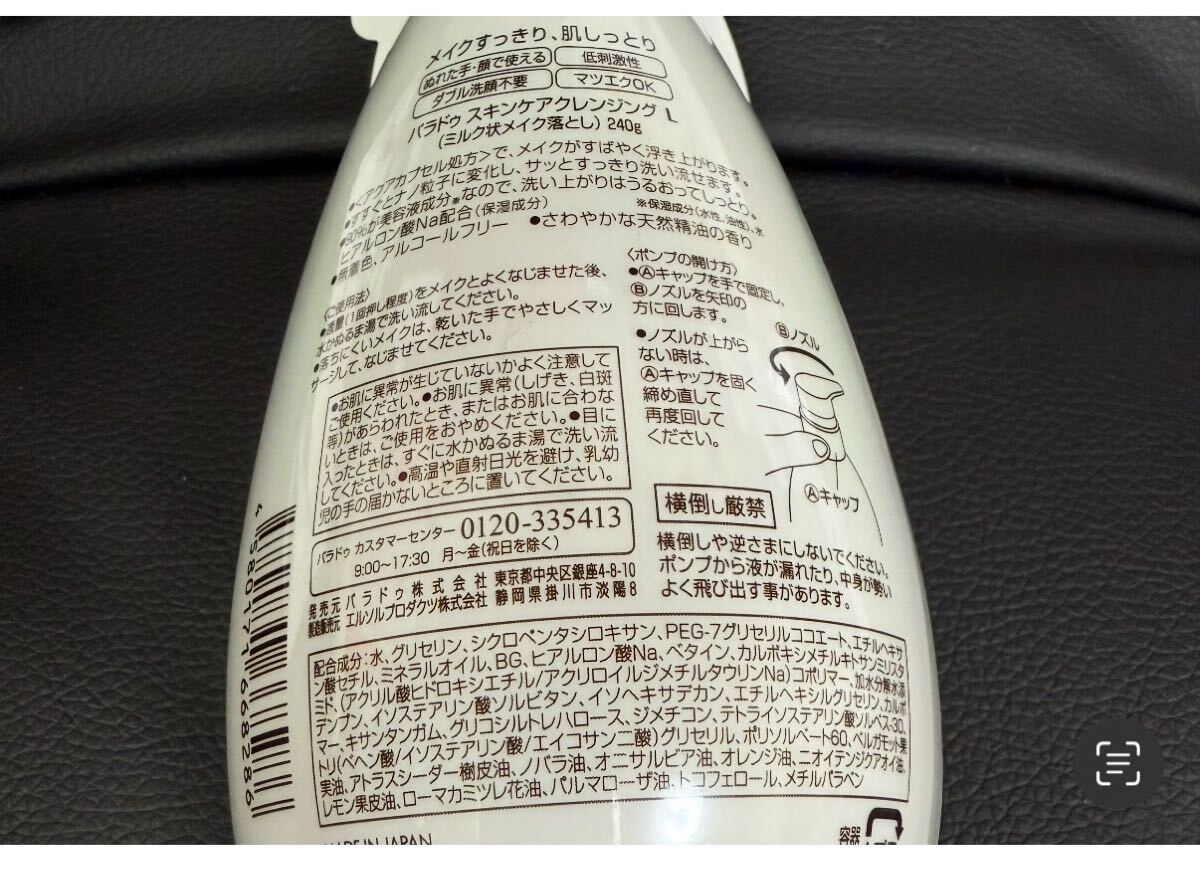 メイクすっきり、肌しっとり
ぬれた手・顔で使える 低刺激性
ダブル洗顔不要 マツエクOK
パラドゥ スキンケアクレンジング L
(ミルク状メイク落とし) 240g
●<アクアカプセル処方>で、メイクがすばやく浮き上がります。
●すすぐとナノ粒子に変化し、サッとすっきり洗い流せます。
●90%が美容液成分※なので、洗い上がりはうるおってしっとり。
※保湿成分(水性、油性)、水
ヒアルロン酸Na配合(保湿成分)
●無着色、アルコールフリー ●さわやかな天然精油の香り
〈ご使用法〉
●適量(1回押し程度)をメイクとよくなじませた後、
水かぬるま湯で洗い流してください。
●落ちにくいメイクは、乾いた手でやさしくマッ
サージして、なじませてください。
●お肌に異常が生じていないかよく注意して
ご使用ください。●お肌に異常(しげき、白斑
等)があらわれたとき、またはお肌に合わな
いときは、ご使用をおやめください。●目に
入ったときは、すぐに水かぬるま湯で洗い流
してください。●高温や直射日光を避け、乳幼
児の手の届かないところに置いてください。
パラドゥ カスタマーセンター 0120-335413
9:00～17:30 月～金(祝日を除く)
発売元 パラドゥ株式会社 東京都中央区銀座4-8-10
製造販売元 エルソルプロダクツ株式会社 静岡県掛川市淡陽8
〈ポンプの開け方〉
●Ⓐキャップを手で固定し、
Ⓑノズルを矢印の
方に回します。
●ノズルが上がら
ない時は、
Ⓐキャップを固く
締め直して
再度回して
ください。
Ⓑノズル
Ⓐキャップ
横倒し厳禁
横倒しや逆さまにしないでください。
ポンプから液が漏れたり、中身が勢い
よく飛び出す事があります。
配合成分：水、グリセリン、シクロペンタシロキサン、PEG-7グリセリルココエート、エチルヘキサ
ン酸セチル、ミネラルオイル、BG、ヒアルロン酸Na、ベタイン、カルボキシメチルキトサンミリスタ
ミド、(アクリル酸ヒドロキシエチル/アクリロイルジメチルタウリンNa)コポリマー、加水分解水添
デンプン、イソステアリン酸ソルビタン、イソヘキサデカン、エチルヘキシルグリセリン、カルボ
マー、キサンタンガム、グリコシルトレハロース、ジメチコン、テトライソステアリン酸ソルベス-30、
トリ(ベヘン酸/イソステアリン酸/エイコサン二酸)グリセリル、ポリソルベート60、ベルガモット果
実油、アトラスシーダー樹皮油、ノバラ油、オニサルビア油、オレンジ油、ニオイテンジクアオイ油、
レモン果皮油、ローマカミツレ花油、パルマローザ油、トコフェロール、メチルパラベン
4 580171 668286
MADE IN JAPAN
容器